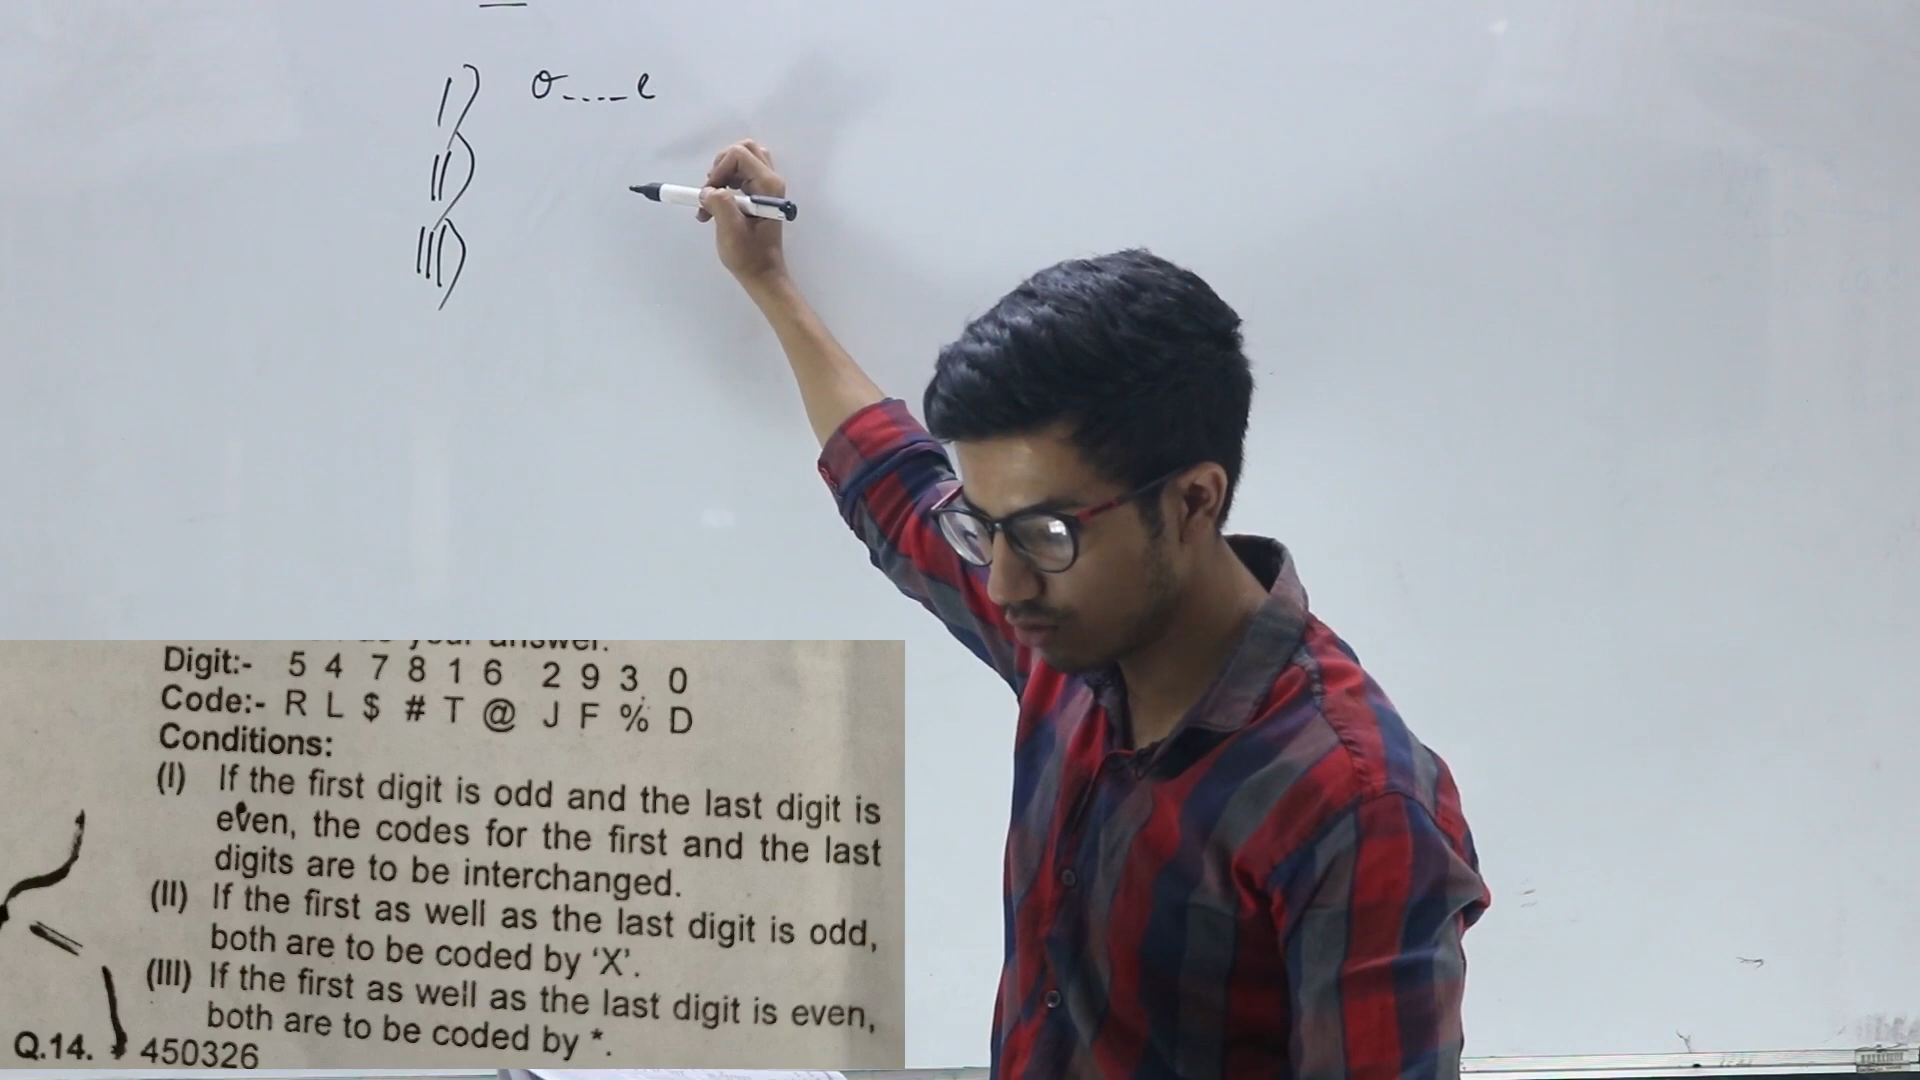 I) o.....e
II)
III)
your answer.
Digit:- 5 4 7 8 1 6 2 9 3 0
Code:- R L $ # T @ J F % D
Conditions:
(I) If the first digit is odd and the last digit is
even, the codes for the first and the last
digits are to be interchanged.
(II) If the first as well as the last digit is odd,
both are to be coded by ‘X’.
(III) If the first as well as the last digit is even,
both are to be coded by *.
Q.14. 450326